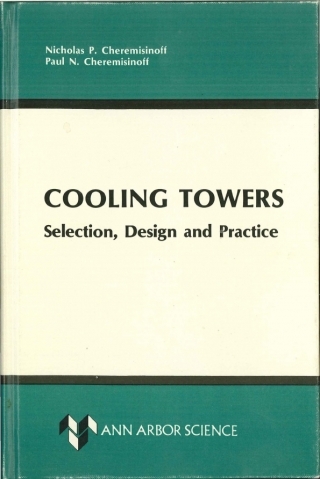 Nicholas P. Cheremisinoff
Paul N. Cheremisinoff
COOLING TOWERS
Selection, Design and Practice
ANN ARBOR SCIENCE